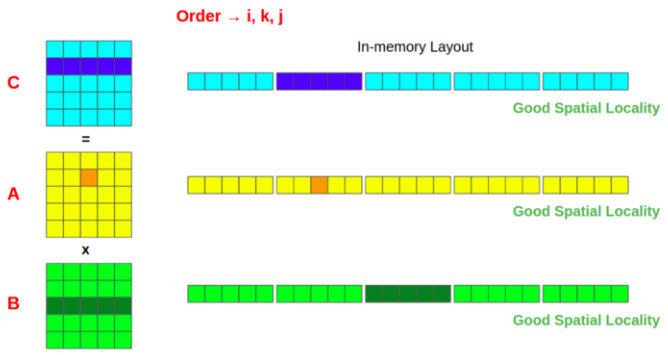 Order → i, k, j
In-memory Layout
C
Good Spatial Locality
=
A
Good Spatial Locality
x
B
Good Spatial Locality